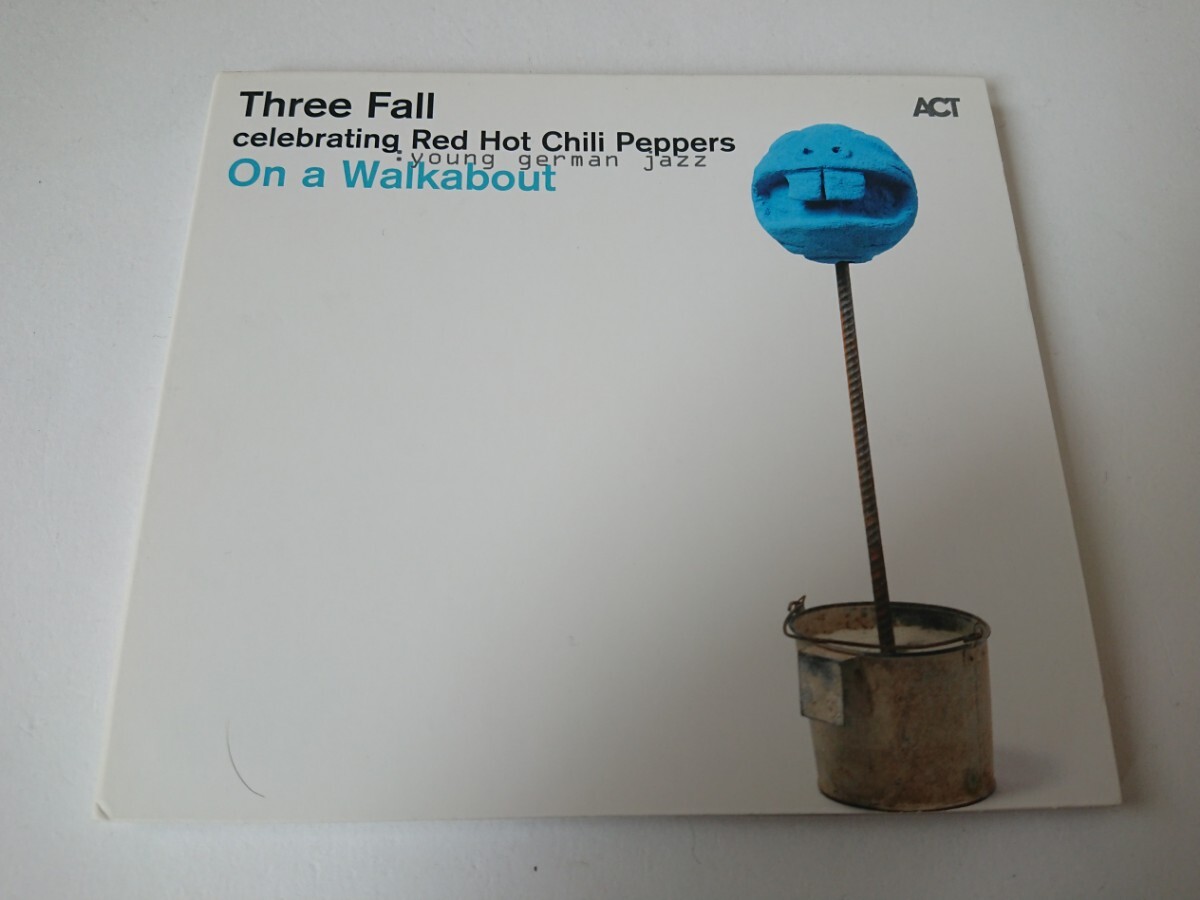 Three Fall
ACT
celebrating Red Hot Chili Peppers
:young german jazz
On a Walkabout